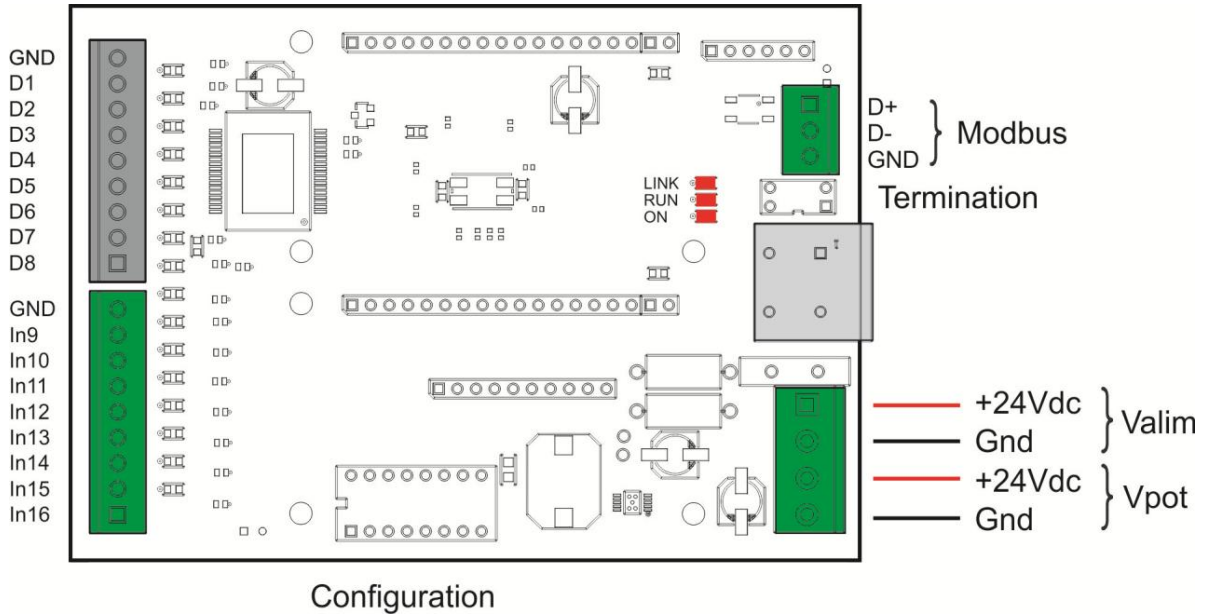 GND
D1
D2
D3
D4
D5
D6
D7
D8
GND
In9
In10
In11
In12
In13
In14
In15
In16
LINK
RUN
ON
D+
D-
GND
Modbus
Termination
+24Vdc
Gnd
Valim
+24Vdc
Gnd
Vpot
Configuration